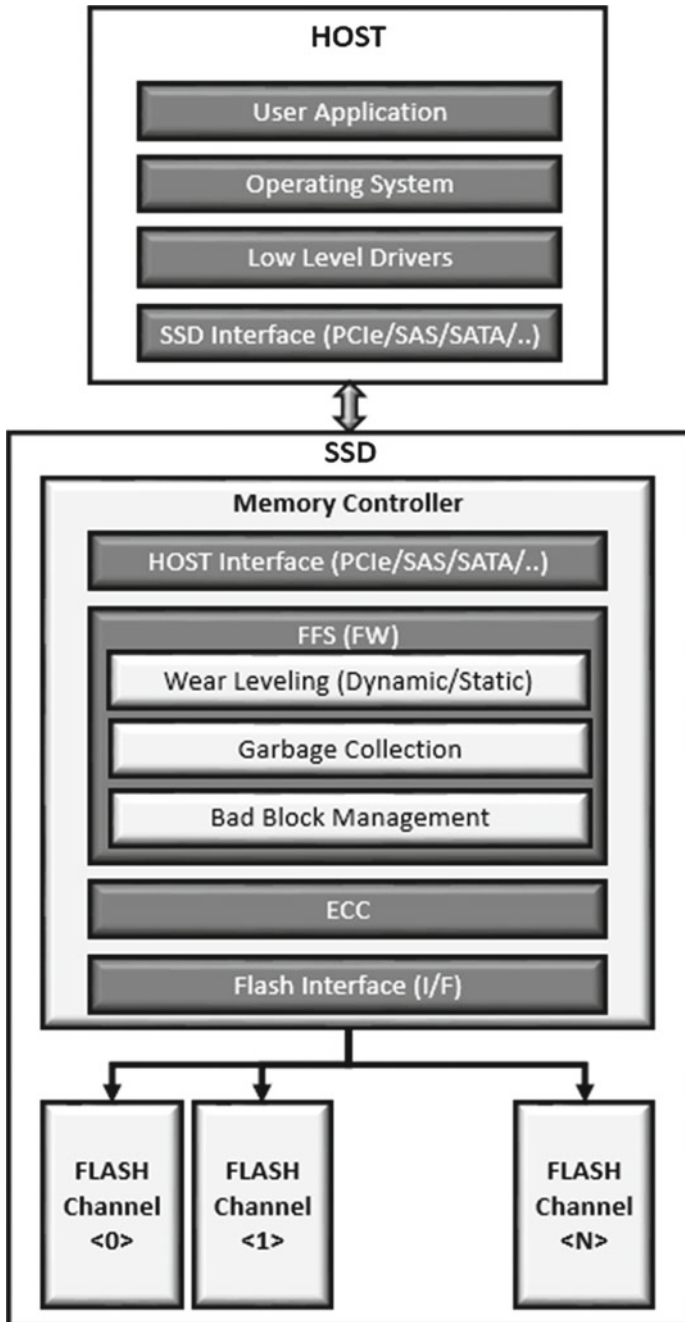 HOST
User Application
Operating System
Low Level Drivers
SSD Interface (PCIe/SAS/SATA/..)
SSD
Memory Controller
HOST Interface (PCIe/SAS/SATA/..)
FFS (FW)
Wear Leveling (Dynamic/Static)
Garbage Collection
Bad Block Management
ECC
Flash Interface (I/F)
FLASH
Channel
<0>
FLASH
Channel
<1>
FLASH
Channel
<N>